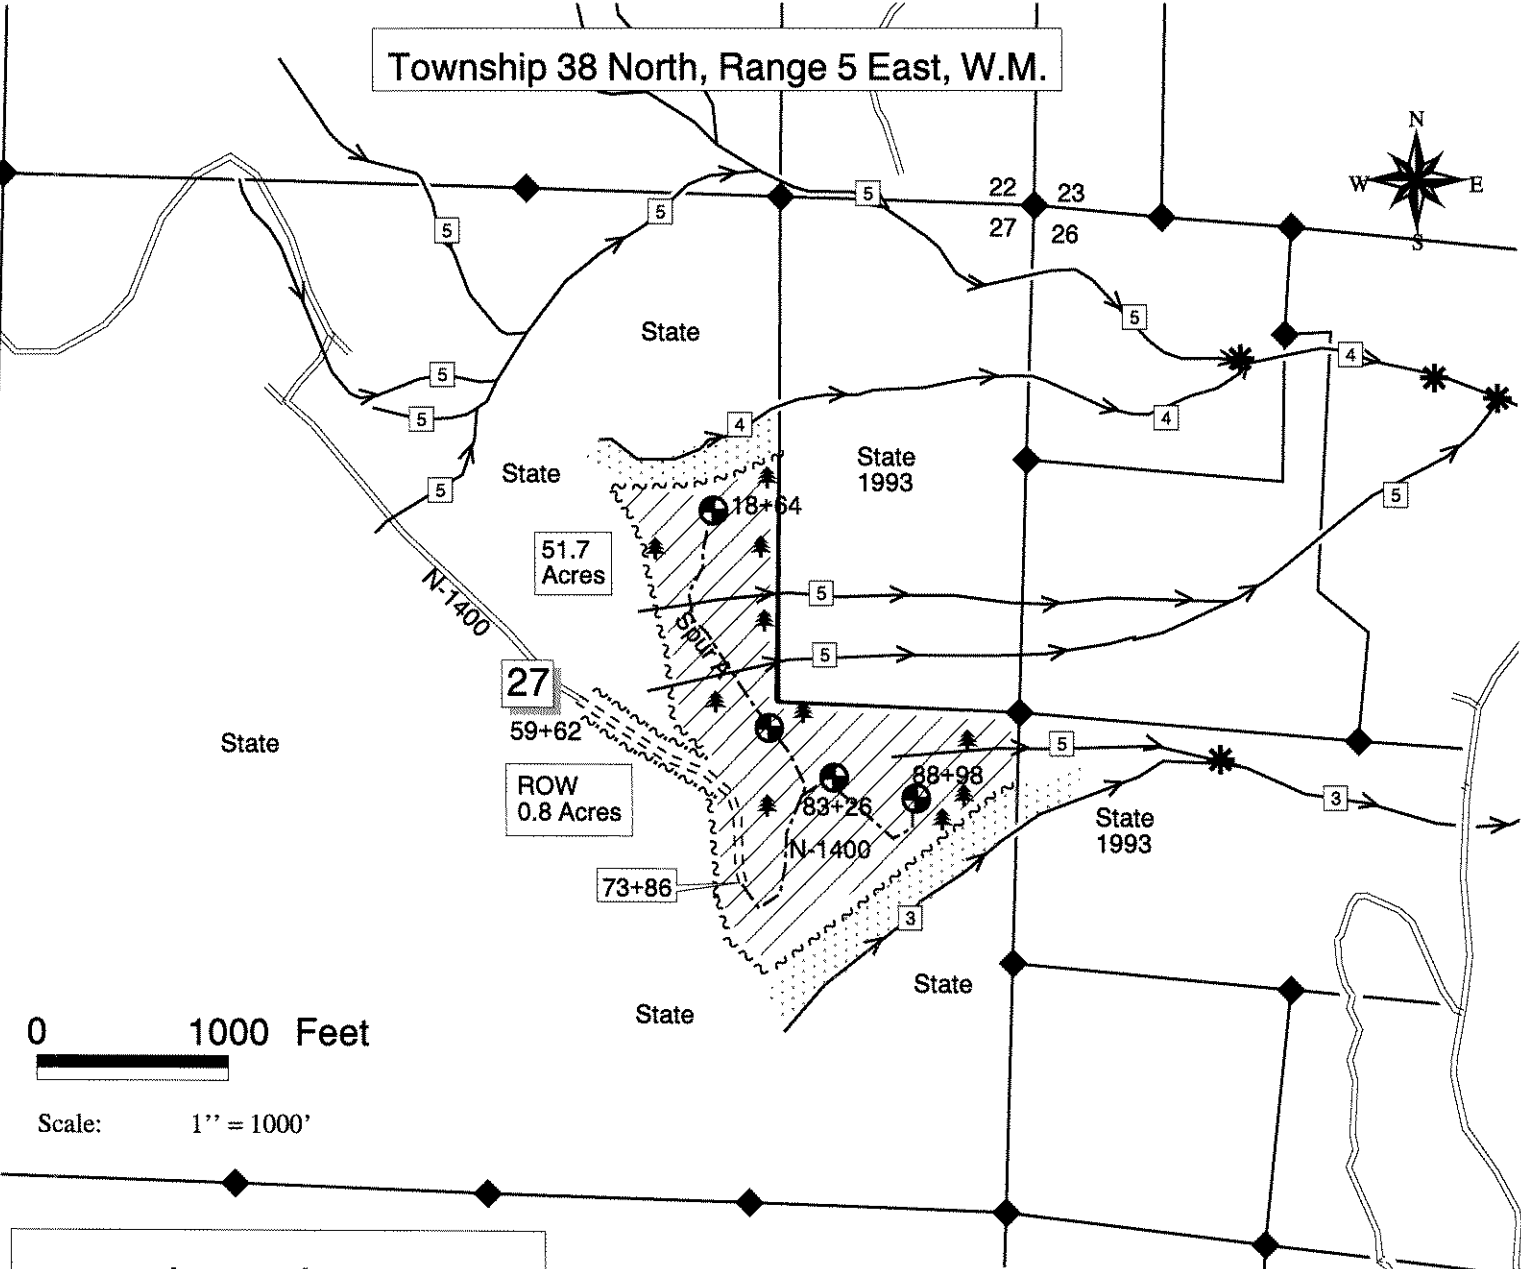 Township 38 North, Range 5 East, W.M.
N
W E
S
22 23
27 26
5
5
5
5
5
State
4
5
4
5
4
State
State
1993
5
5
18+64
51.7
Acres
5
N-1400
Spur A
5
27
59+62
State
5
88+98
ROW
0.8 Acres
83+26
3
State
1993
N-1400
73+86
3
State
State
0 1000 Feet
Scale: 1’’ = 1000’